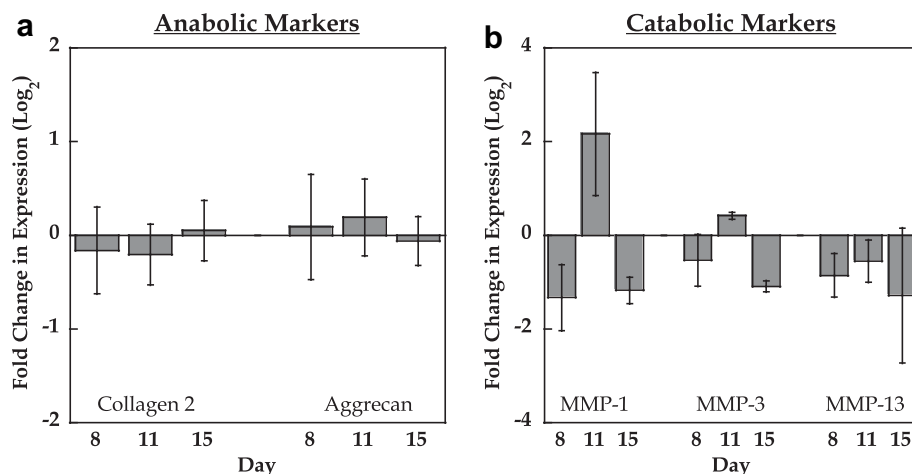 a
Anabolic Markers
Fold Change in Expression (Log2)
2
1
0
-1
-2
Collagen 2
Aggrecan
8 11 15 8 11 15
Day
b
Catabolic Markers
Fold Change in Expression (Log2)
4
2
0
-2
-4
MMP-1
MMP-3
MMP-13
8 11 15 8 11 15 8 11 15
Day